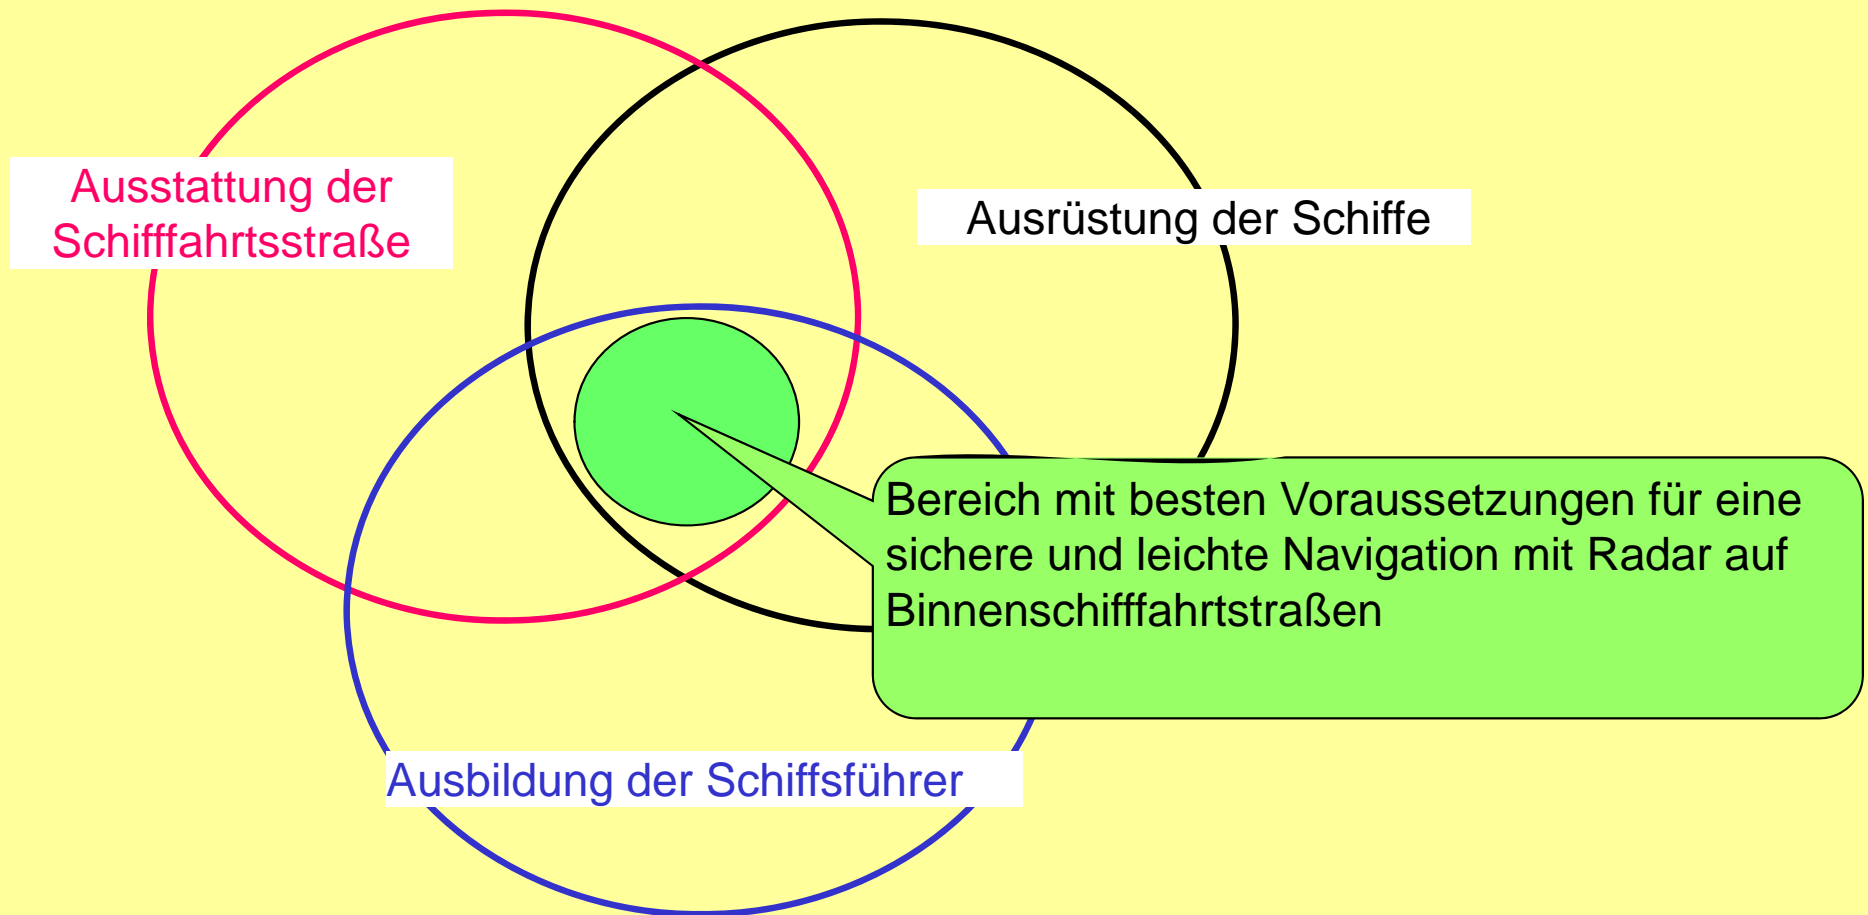 Ausstattung der
Schifffahrtsstraße
Ausrüstung der Schiffe
Bereich mit besten Voraussetzungen für eine
sichere und leichte Navigation mit Radar auf
Binnenschifffahrtstraßen
Ausbildung der Schiffsführer